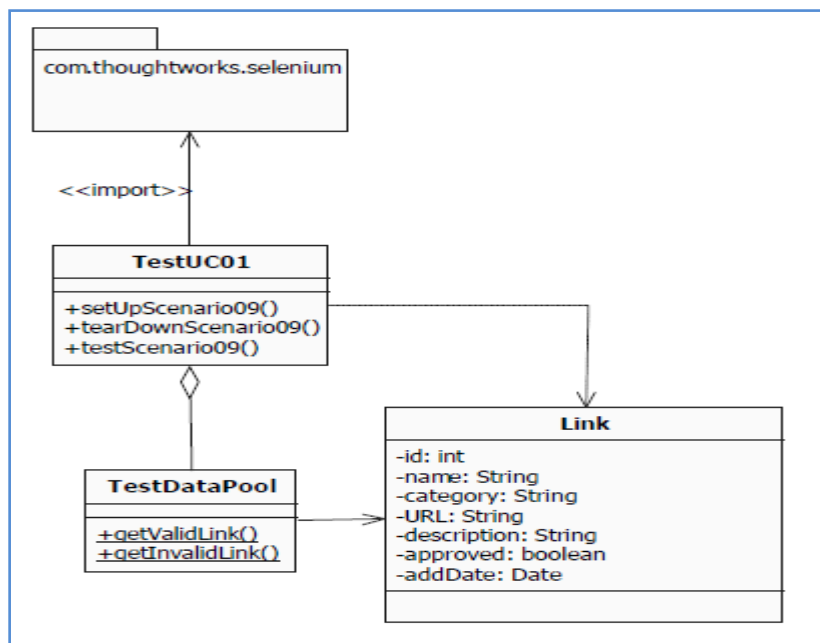 com.thoughtworks.selenium
<<import>>
TestUC01
+setUpScenario09()
+tearDownScenario09()
+testScenario09()
TestDataPool
+getValidLink()
+getInvalidLink()
Link
-id: int
-name: String
-category: String
-URL: String
-description: String
-approved: boolean
-addDate: Date